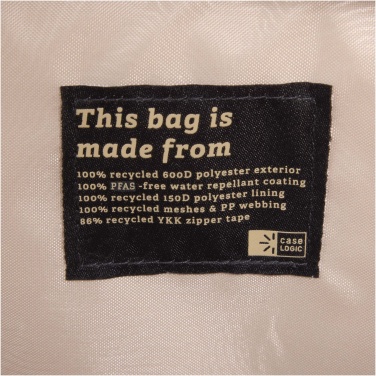 This bag is
made from
100% recycled 600D polyester exterior
100% PFAS -free water repellant coating
100% recycled 150D polyester lining
100% recycled meshes & PP webbing
86% recycled YKK zipper tape
case
LOGIC